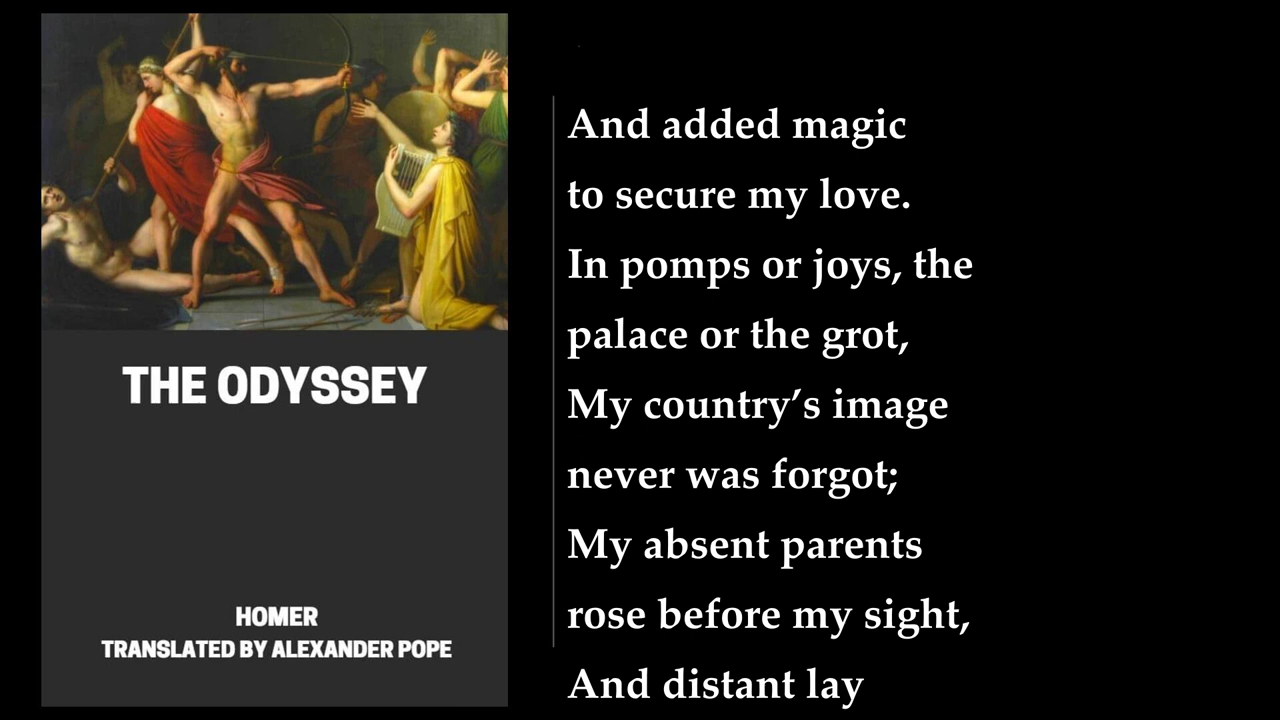 THE ODYSSEY
HOMER
TRANSLATED BY ALEXANDER POPE
And added magic
to secure my love.
In pomps or joys, the
palace or the grot,
My country’s image
never was forgot;
My absent parents
rose before my sight,
And distant lay